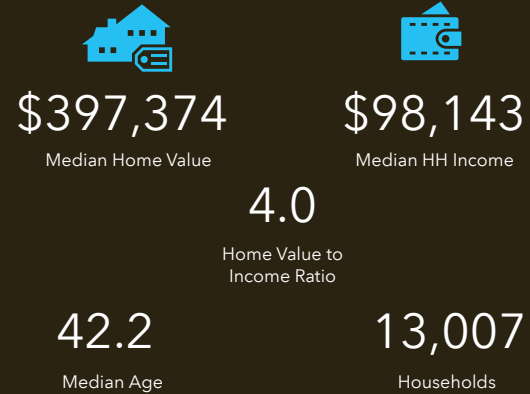 $397,374
Median Home Value
$98,143
Median HH Income
4.0
Home Value to
Income Ratio
42.2
Median Age
13,007
Households